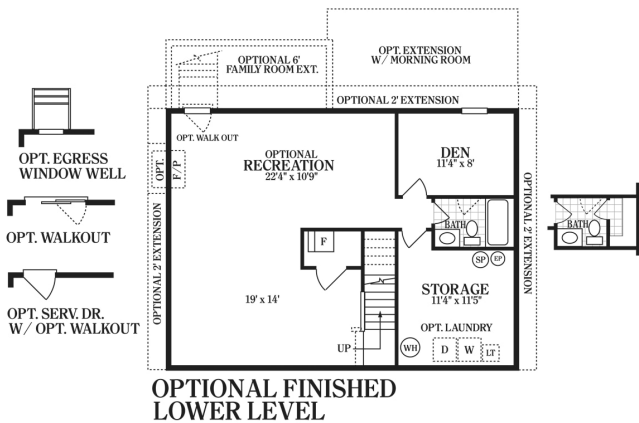 OPTIONAL 6'
FAMILY ROOM EXT.
OPT. EXTENSION
W/ MORNING ROOM
OPTIONAL 2' EXTENSION
OPT. WALK OUT
OPT. EGRESS
WINDOW WELL
OPT. F/P
OPTIONAL
RECREATION
22'4" x 10'9"
DEN
11'4" x 8'
OPT. WALKOUT
OPTIONAL 2' EXTENSION
OPTIONAL 2' EXTENSION
BATH
BATH
F
SP
EP
OPT. SERV. DR.
W/ OPT. WALKOUT
19' x 14'
STORAGE
11'4" x 11'5"
OPT. LAUNDRY
UP
WH
D
W
LT
OPTIONAL FINISHED
LOWER LEVEL